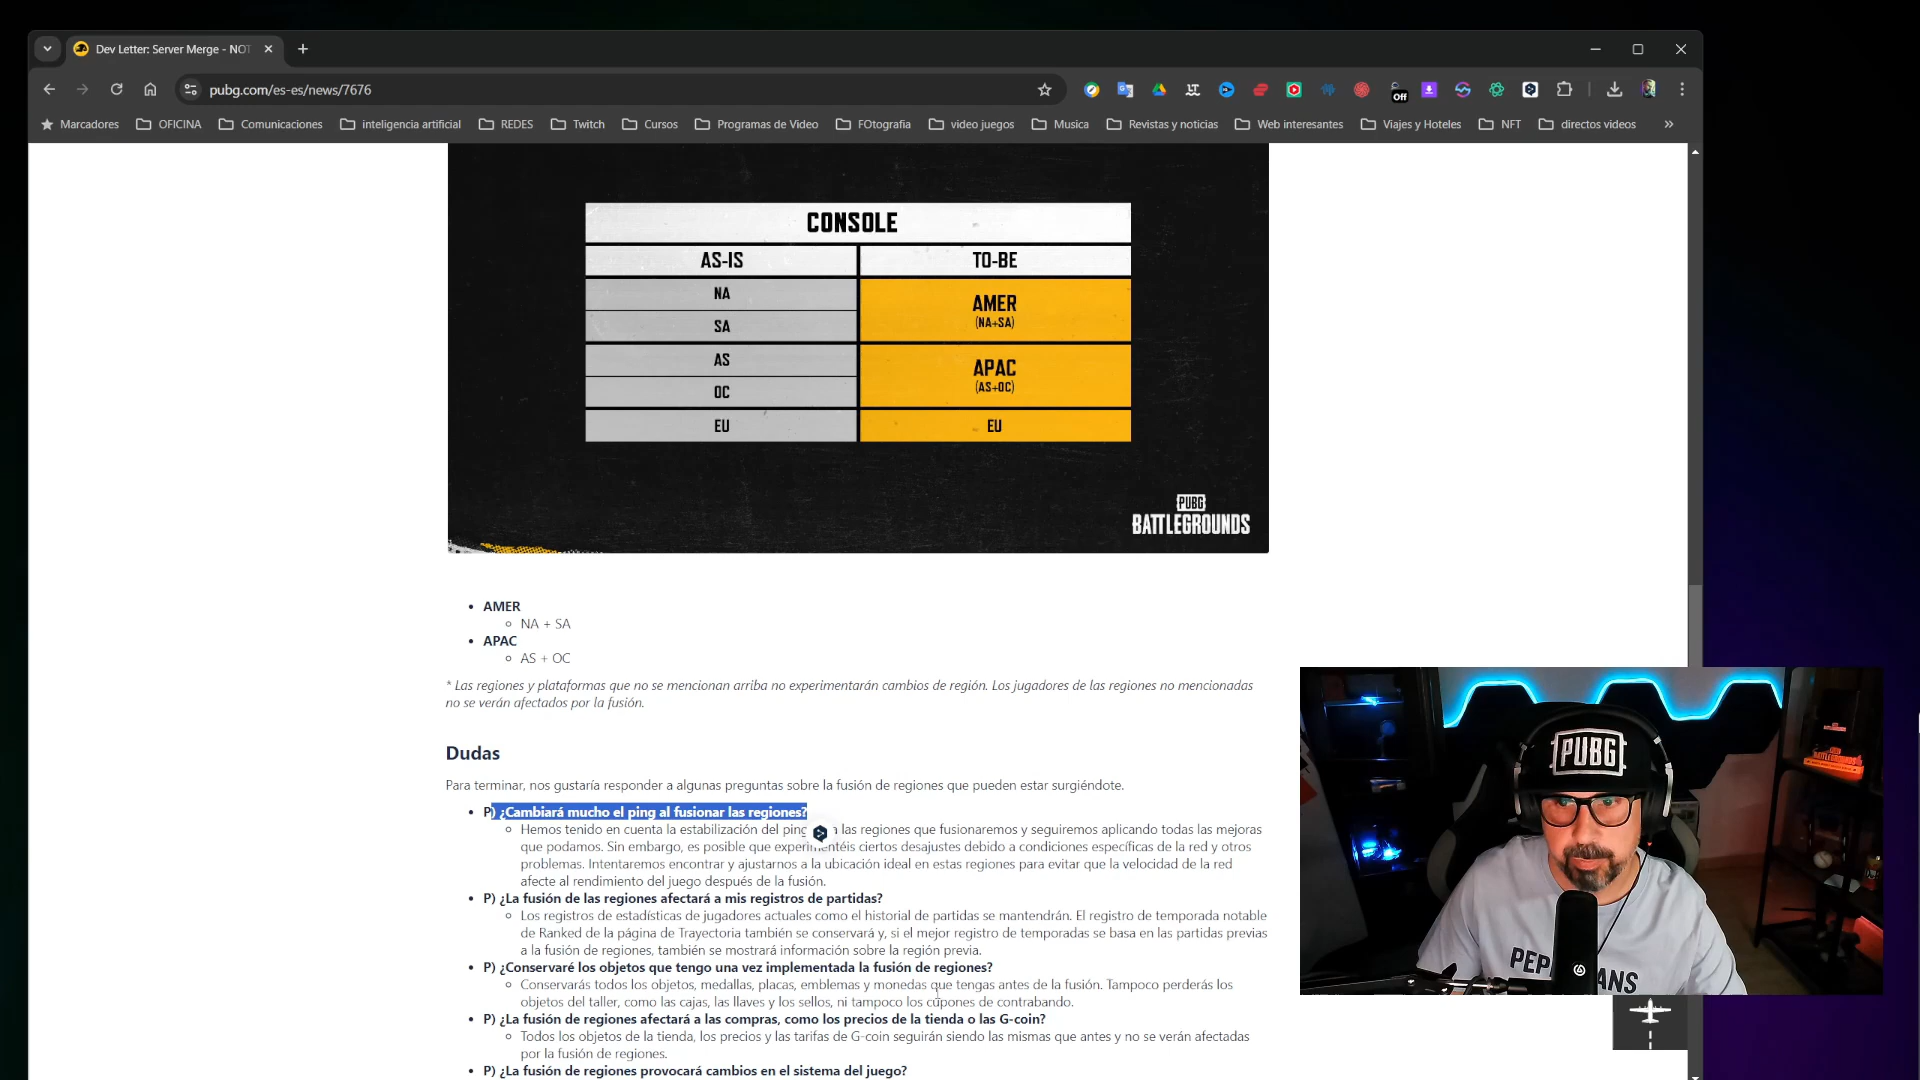 Dev Letter: Server Merge - NOT
pubg.com/es-es/news/7676
Off
Marcadores
OFICINA
Comunicaciones
inteligencia artificial
REDES
Twitch
Cursos
Programas de Video
FOtografia
video juegos
Musica
Revistas y noticias
Web interesantes
Viajes y Hoteles
NFT
directos videos
CONSOLE
AS-IS
TO-BE
NA
AMER
(NA+SA)
SA
AS
APAC
(AS+OC)
OC
EU
EU
PUBG
BATTLEGROUNDS
• AMER
NA + SA
• APAC
AS + OC
* Las regiones y plataformas que no se mencionan arriba no experimentarán cambios de región. Los jugadores de las regiones no mencionadas
no se verán afectados por la fusión.
Dudas
Para terminar, nos gustaría responder a algunas preguntas sobre la fusión de regiones que pueden estar surgiéndote.
• P) ¿Cambiará mucho el ping al fusionar las regiones?
Hemos tenido en cuenta la estabilización del ping las regiones que fusionaremos y seguiremos aplicando todas las mejoras
que podamos. Sin embargo, es posible que experimentéis ciertos desajustes debido a condiciones específicas de la red y otros
problemas. Intentaremos encontrar y ajustarnos a la ubicación ideal en estas regiones para evitar que la velocidad de la red
afecte al rendimiento del juego después de la fusión.
• P) ¿La fusión de las regiones afectará a mis registros de partidas?
Los registros de estadísticas de jugadores actuales como el historial de partidas se mantendrán. El registro de temporada notable
de Ranked de la página de Trayectoria también se conservará y, si el mejor registro de temporadas se basa en las partidas previas
a la fusión de regiones, también se mostrará información sobre la región previa.
• P) ¿Conservaré los objetos que tengo una vez implementada la fusión de regiones?
Conservarás todos los objetos, medallas, placas, emblemas y monedas que tengas antes de la fusión. Tampoco perderás los
objetos del taller, como las cajas, las llaves y los sellos, ni tampoco los cupones de contrabando.
• P) ¿La fusión de regiones afectará a las compras, como los precios de la tienda o las G-coin?
Todos los objetos de la tienda, los precios y las tarifas de G-coin seguirán siendo las mismas que antes y no se verán afectadas
por la fusión de regiones.
• P) ¿La fusión de regiones provocará cambios en el sistema del juego?
PUBG